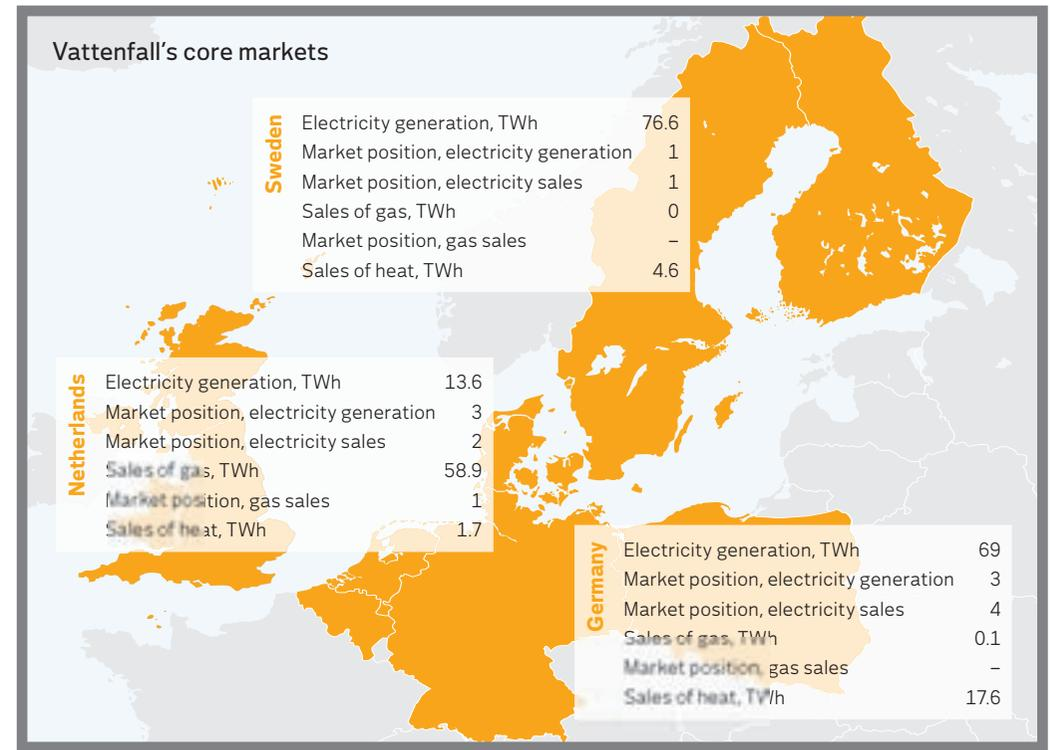 Vattenfall's core markets
Sweden
Electricity generation, TWh 76.6
Market position, electricity generation 1
Market position, electricity sales 1
Sales of gas, TWh 0
Market position, gas sales –
Sales of heat, TWh 4.6
Netherlands
Electricity generation, TWh 13.6
Market position, electricity generation 3
Market position, electricity sales 2
Sales of gas, TWh 58.9
Market position, gas sales 1
Sales of heat, TWh 1.7
Germany
Electricity generation, TWh 69
Market position, electricity generation 3
Market position, electricity sales 4
Sales of gas, TWh 0.1
Market position, gas sales –
Sales of heat, TWh 17.6